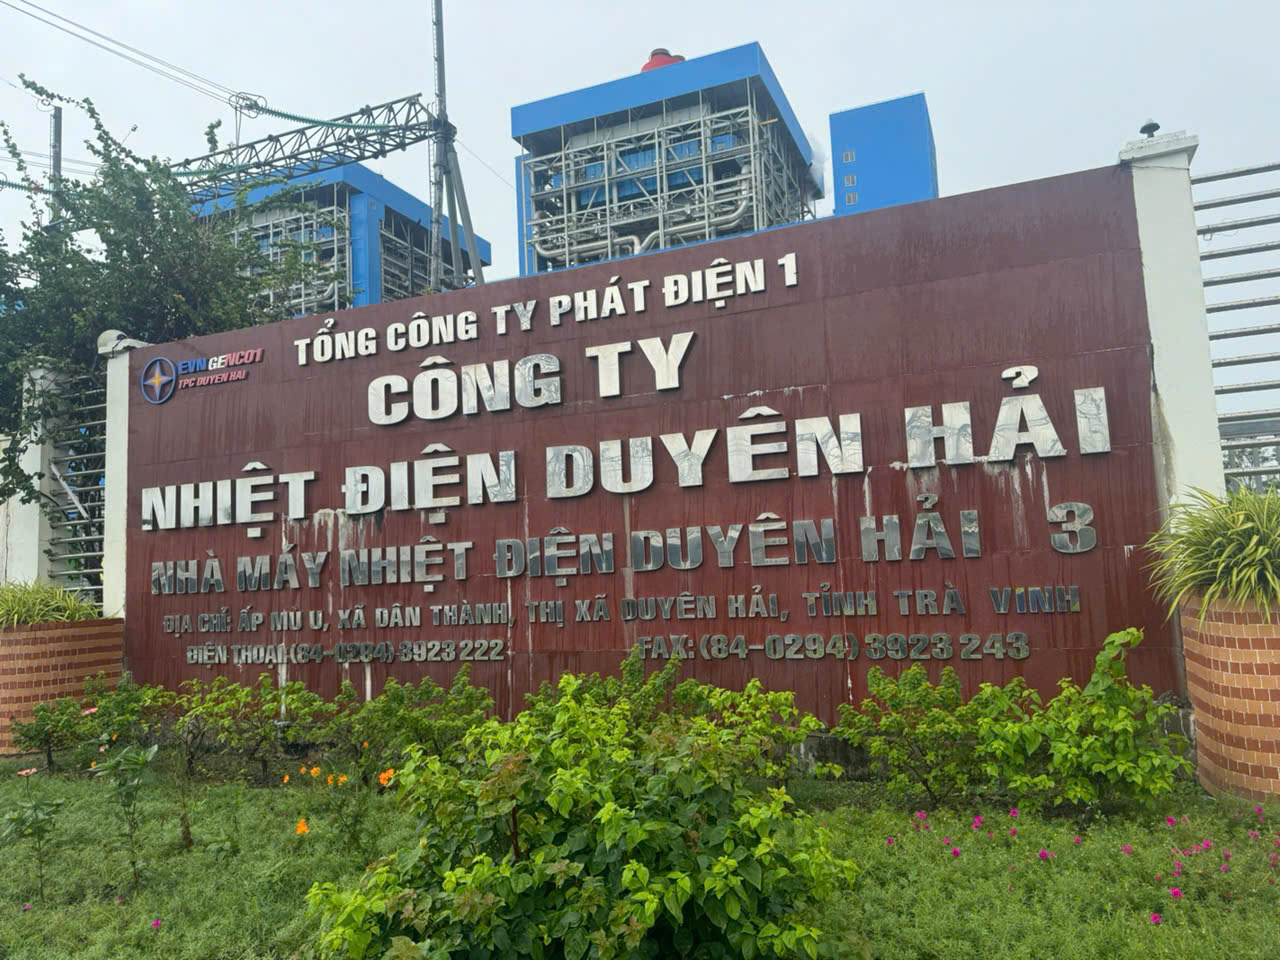 EVNGENCO1
TPC DUYEN HAI
TỔNG CÔNG TY PHÁT ĐIỆN 1
CÔNG TY
NHIỆT ĐIỆN DUYÊN HẢI
NHÀ MÁY NHIỆT ĐIỆN DUYÊN HẢI 3
ĐỊA CHỈ: ẤP MÙ U, XÃ DÂN THÀNH, THỊ XÃ DUYÊN HẢI, TỈNH TRÀ VINH
ĐIỆN THOẠI: (84-0294) 3923 222 FAX: (84-0294) 3923 243